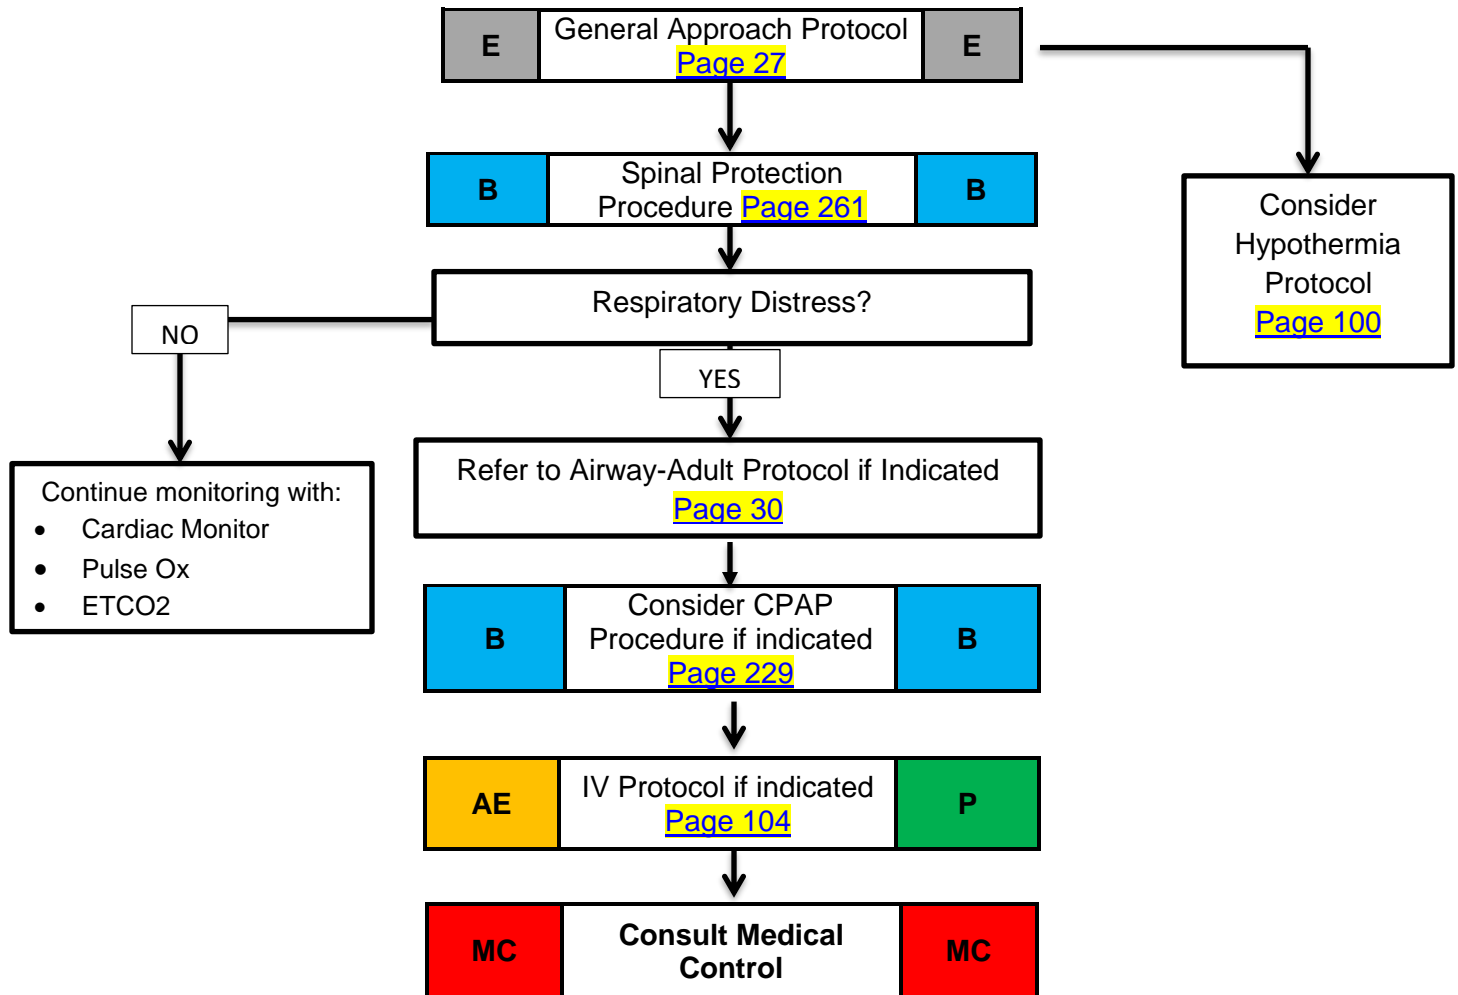 E
General Approach Protocol
Page 27
E
B
Spinal Protection
Procedure Page 261
B
Consider
Hypothermia
Protocol
Page 100
Respiratory Distress?
NO
YES
Refer to Airway-Adult Protocol if Indicated
Page 30
Continue monitoring with:
• Cardiac Monitor
• Pulse Ox
• ETCO2
B
Consider CPAP
Procedure if indicated
Page 229
B
AE
IV Protocol if indicated
Page 104
P
MC
Consult Medical
Control
MC